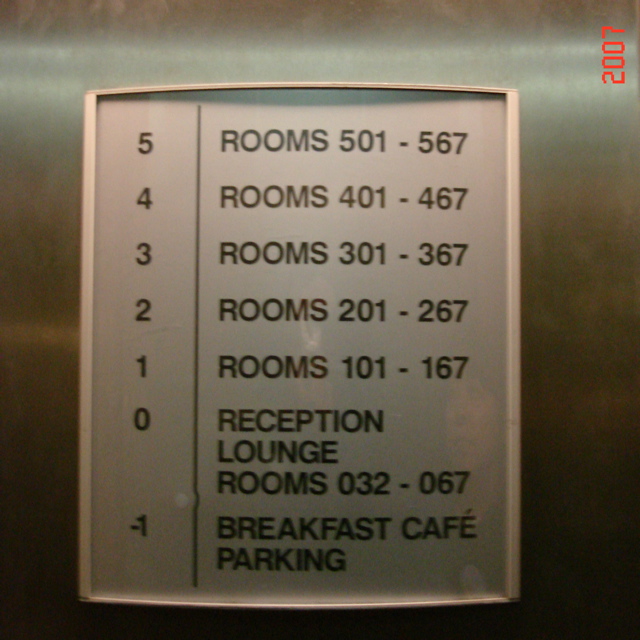 5 ROOMS 501 - 567
4 ROOMS 401 - 467
3 ROOMS 301 - 367
2 ROOMS 201 - 267
1 ROOMS 101 - 167
0 RECEPTION
LOUNGE
ROOMS 032 - 067
-1 BREAKFAST CAFÉ
PARKING
2007